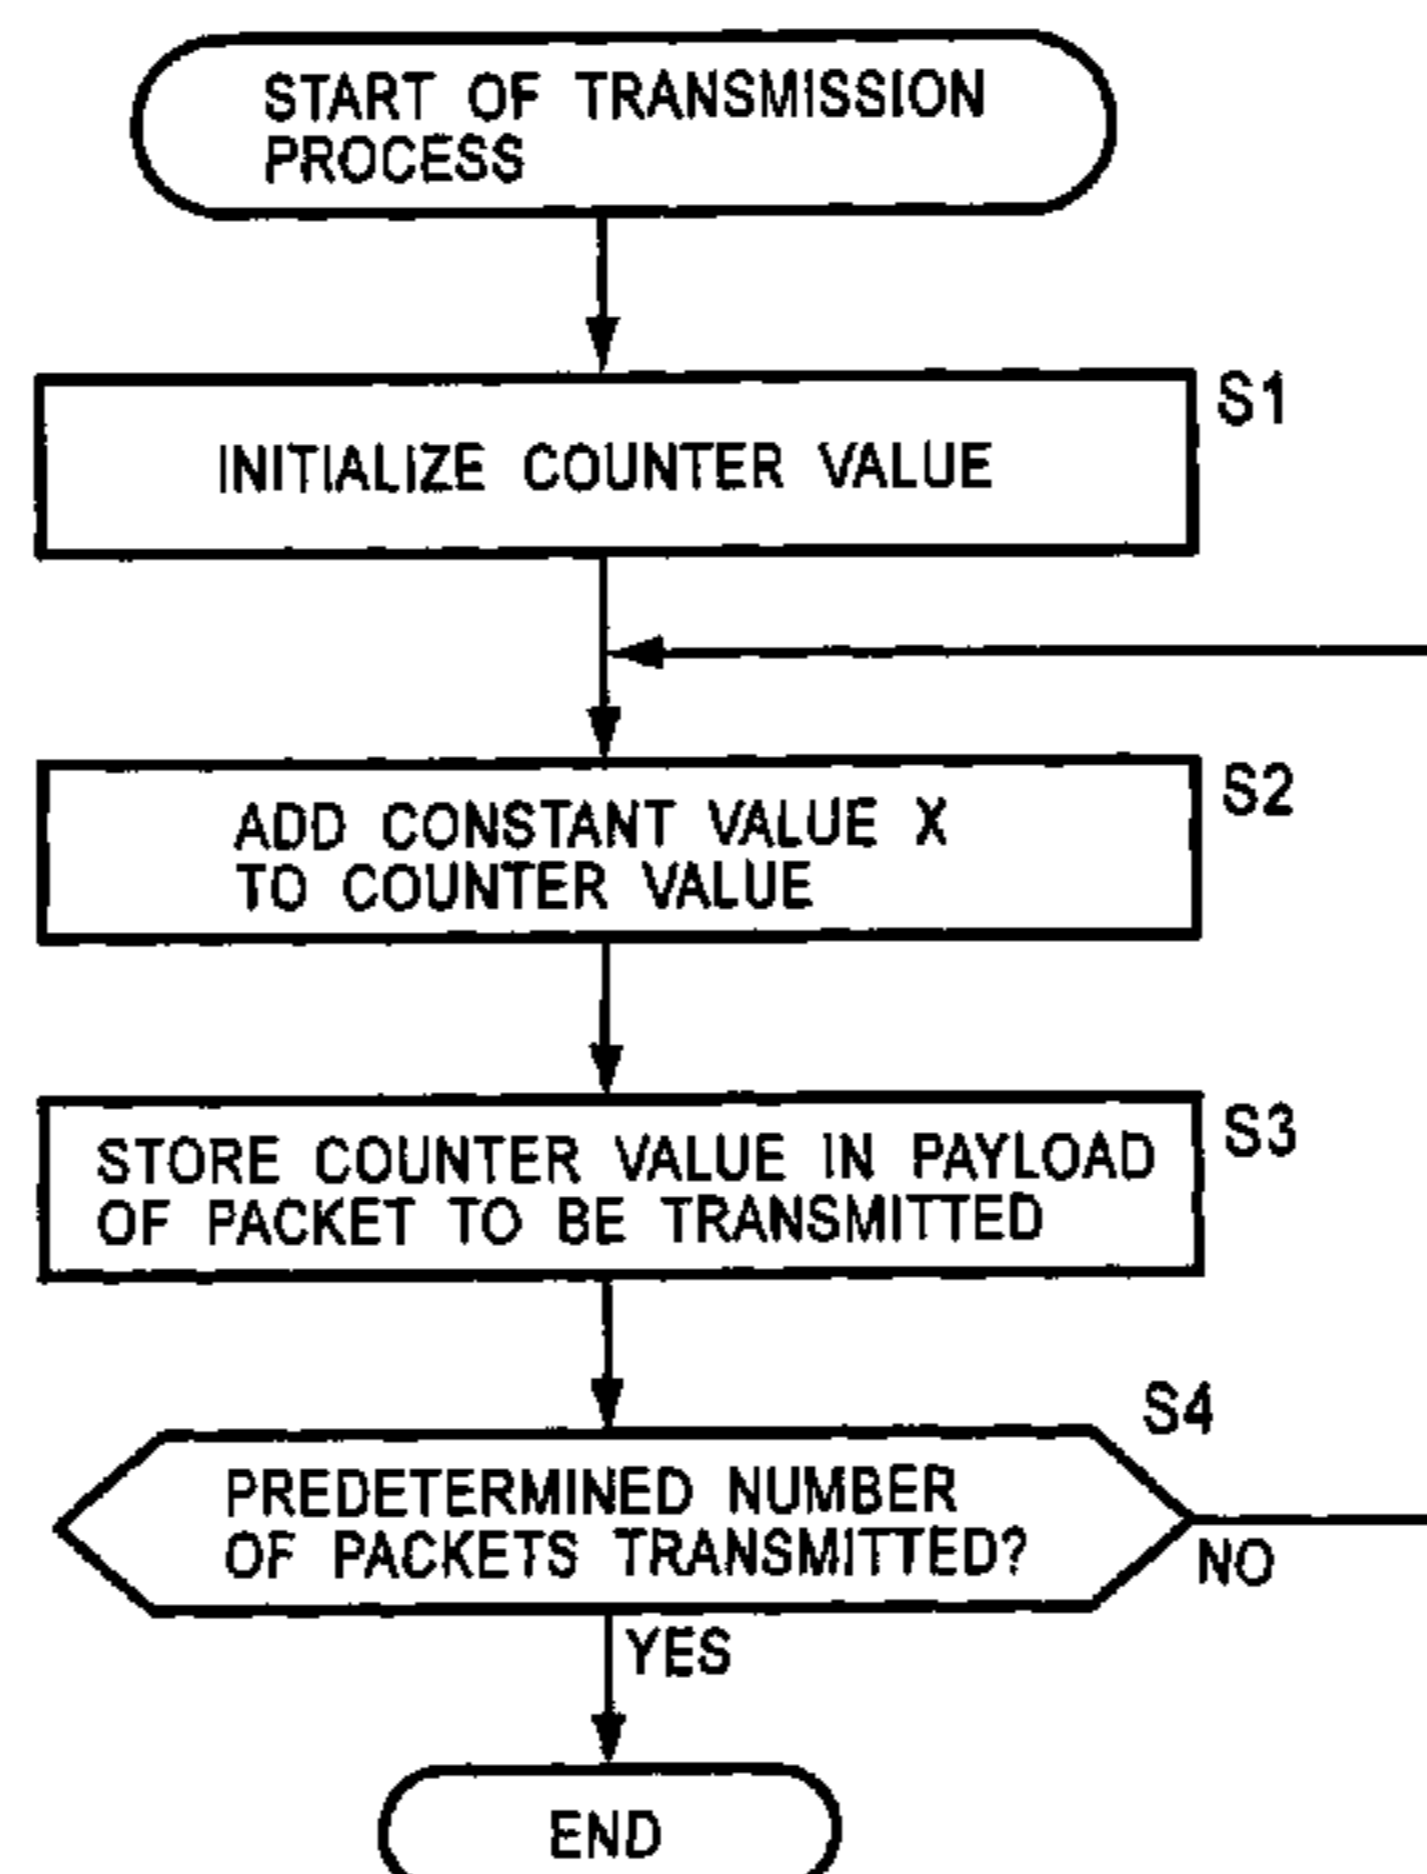 START OF TRANSMISSION
PROCESS
S1
INITIALIZE COUNTER VALUE
S2
ADD CONSTANT VALUE X
TO COUNTER VALUE
S3
STORE COUNTER VALUE IN PAYLOAD
OF PACKET TO BE TRANSMITTED
S4
PREDETERMINED NUMBER
OF PACKETS TRANSMITTED?
NO
YES
END